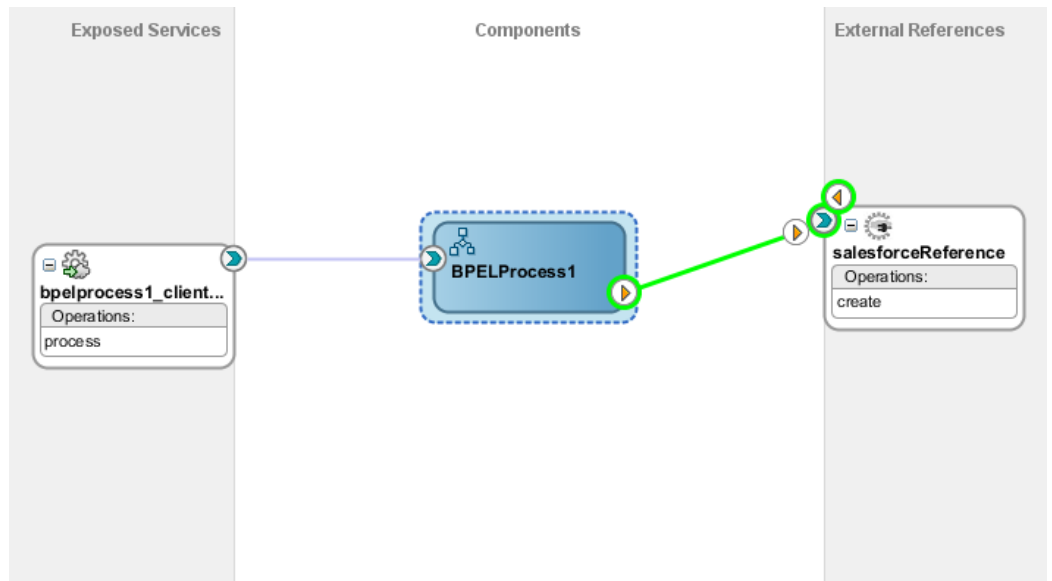 Exposed Services
Components
External References
bpelprocess1_client...
Operations:
process
BPELProcess1
salesforceReference
Operations:
create